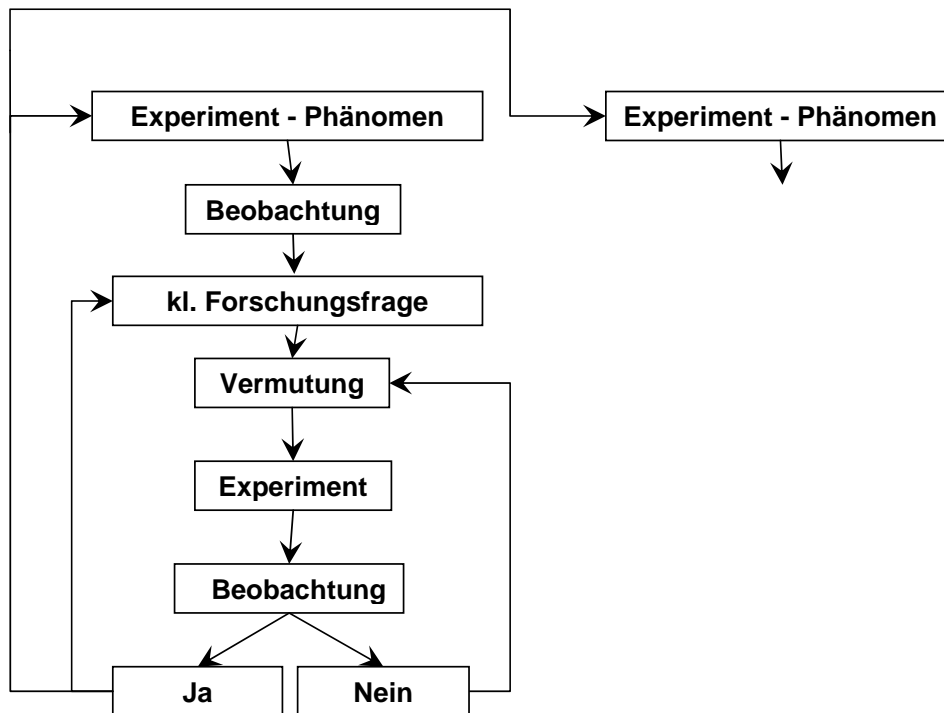 Experiment - Phänomen
Experiment - Phänomen
Beobachtung
kl. Forschungsfrage
Vermutung
Experiment
Beobachtung
Ja
Nein